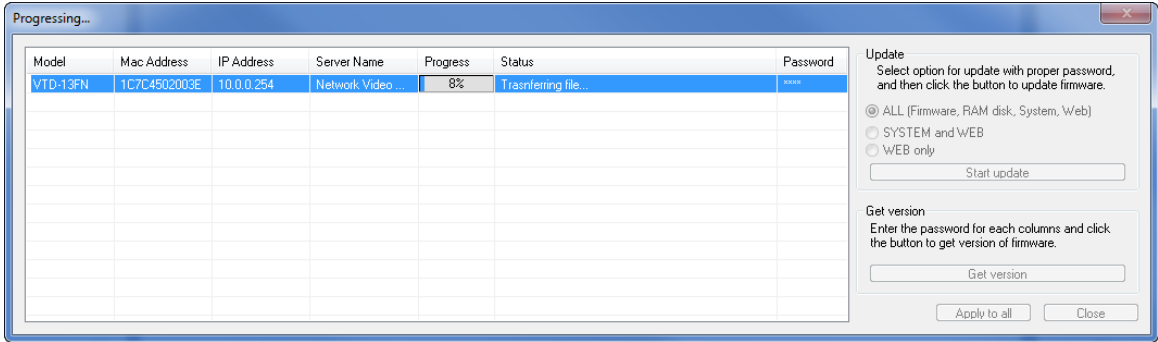 Progressing...
Model Mac Address IP Address Server Name Progress Status Password
VTD-13FN 1C7C4502003E 10.0.0.254 Network Video ... 8% Trasnferring file... ****
Update
Select option for update with proper password,
and then click the button to update firmware.
ALL (Firmware, RAM disk, System, Web)
SYSTEM and WEB
WEB only
Start update
Get version
Enter the password for each columns and click
the button to get version of firmware.
Get version
Apply to all Close